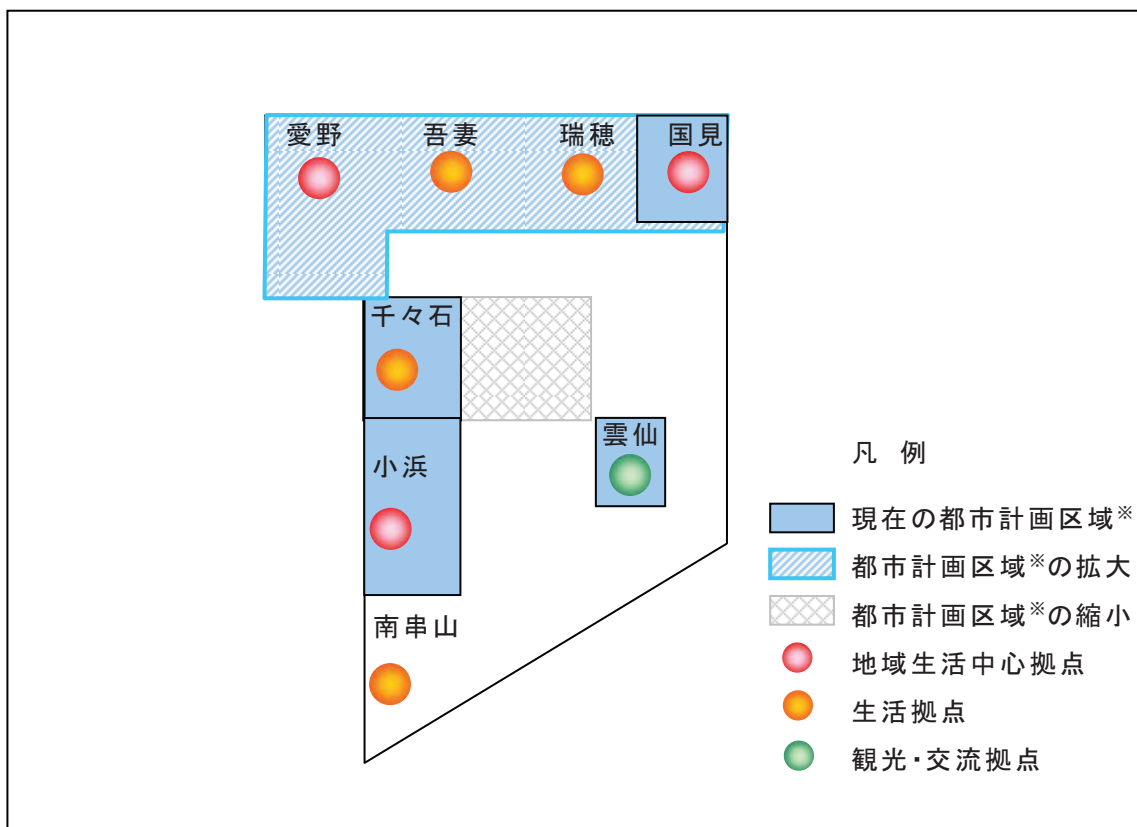 愛野
吾妻
瑞穂
国見
千々石
雲仙
小浜
南串山
凡 例
現在の都市計画区域※
都市計画区域※の拡大
都市計画区域※の縮小
地域生活中心拠点
生活拠点
観光・交流拠点